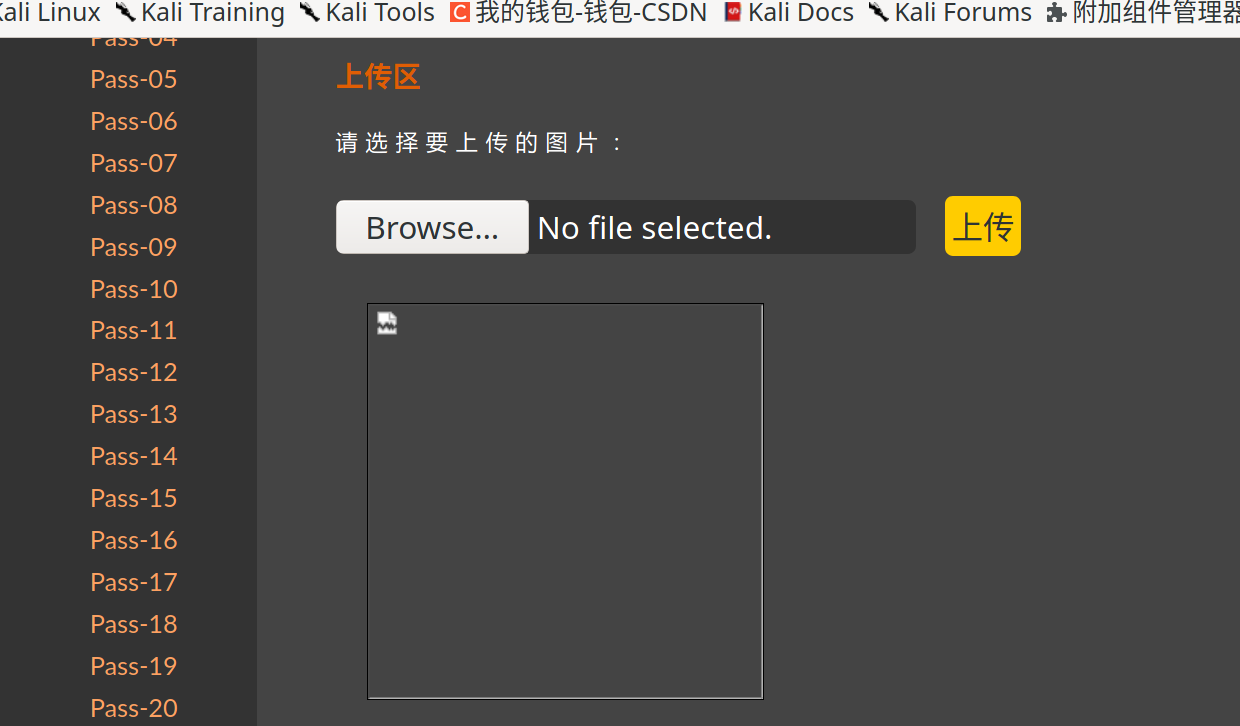 Kali Linux Kali Training Kali Tools 我的钱包-钱包-CSDN Kali Docs Kali Forums 附加组件管理器
Pass-04
Pass-05
Pass-06
Pass-07
Pass-08
Pass-09
Pass-10
Pass-11
Pass-12
Pass-13
Pass-14
Pass-15
Pass-16
Pass-17
Pass-18
Pass-19
Pass-20
上传区
请选择要上传的图片：
Browse... No file selected. 上传